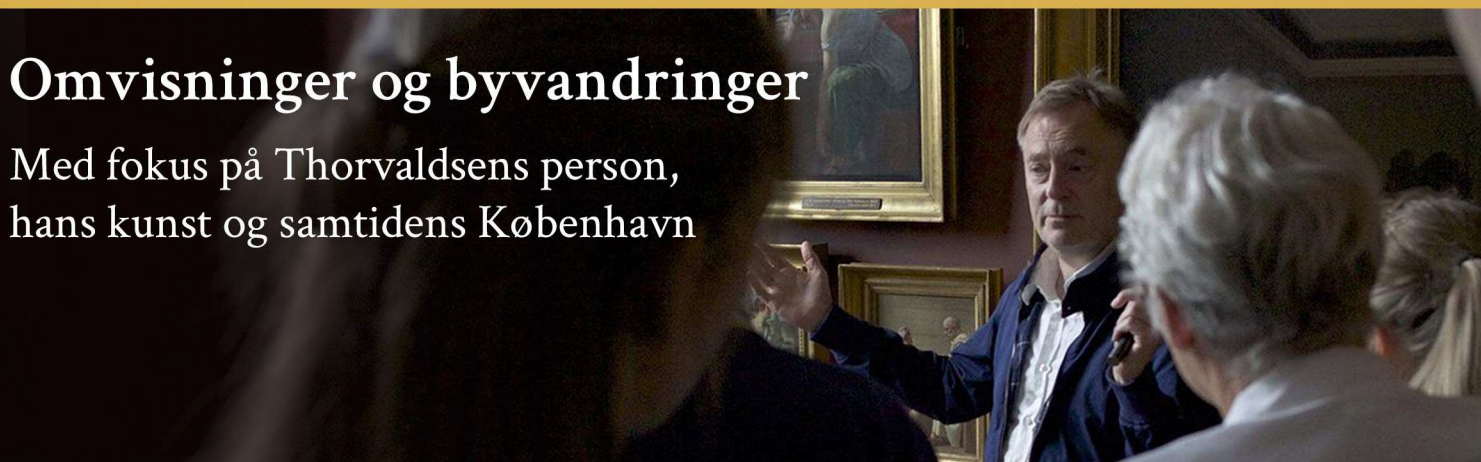 Omvisninger og byvandringer
Med fokus på Thorvaldsens person,
hans kunst og samtidens København